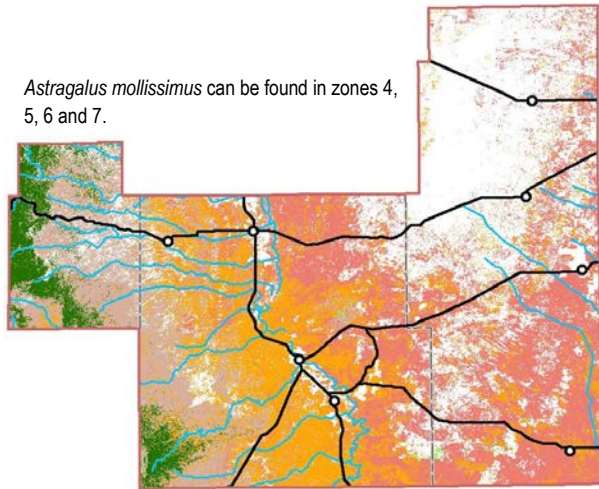 Astragalus mollissimus can be found in zones 4,
5, 6 and 7.